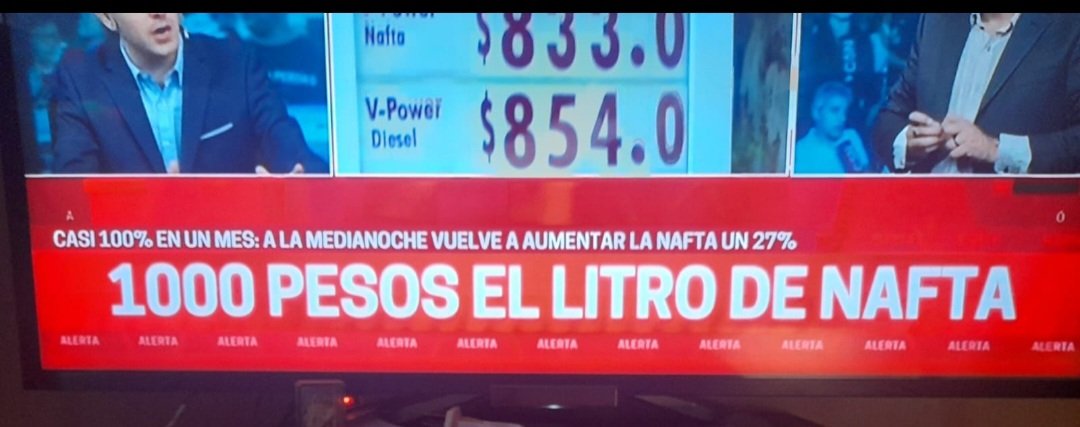 V-Power
Nafta
$833.0
V-Power
Diesel
$854.0
CASI 100% EN UN MES: A LA MEDIANOCHE VUELVE A AUMENTAR LA NAFTA UN 27%
1000 PESOS EL LITRO DE NAFTA
ALERTA ALERTA ALERTA ALERTA ALERTA ALERTA ALERTA ALERTA ALERTA ALERTA ALERTA ALERTA ALERTA